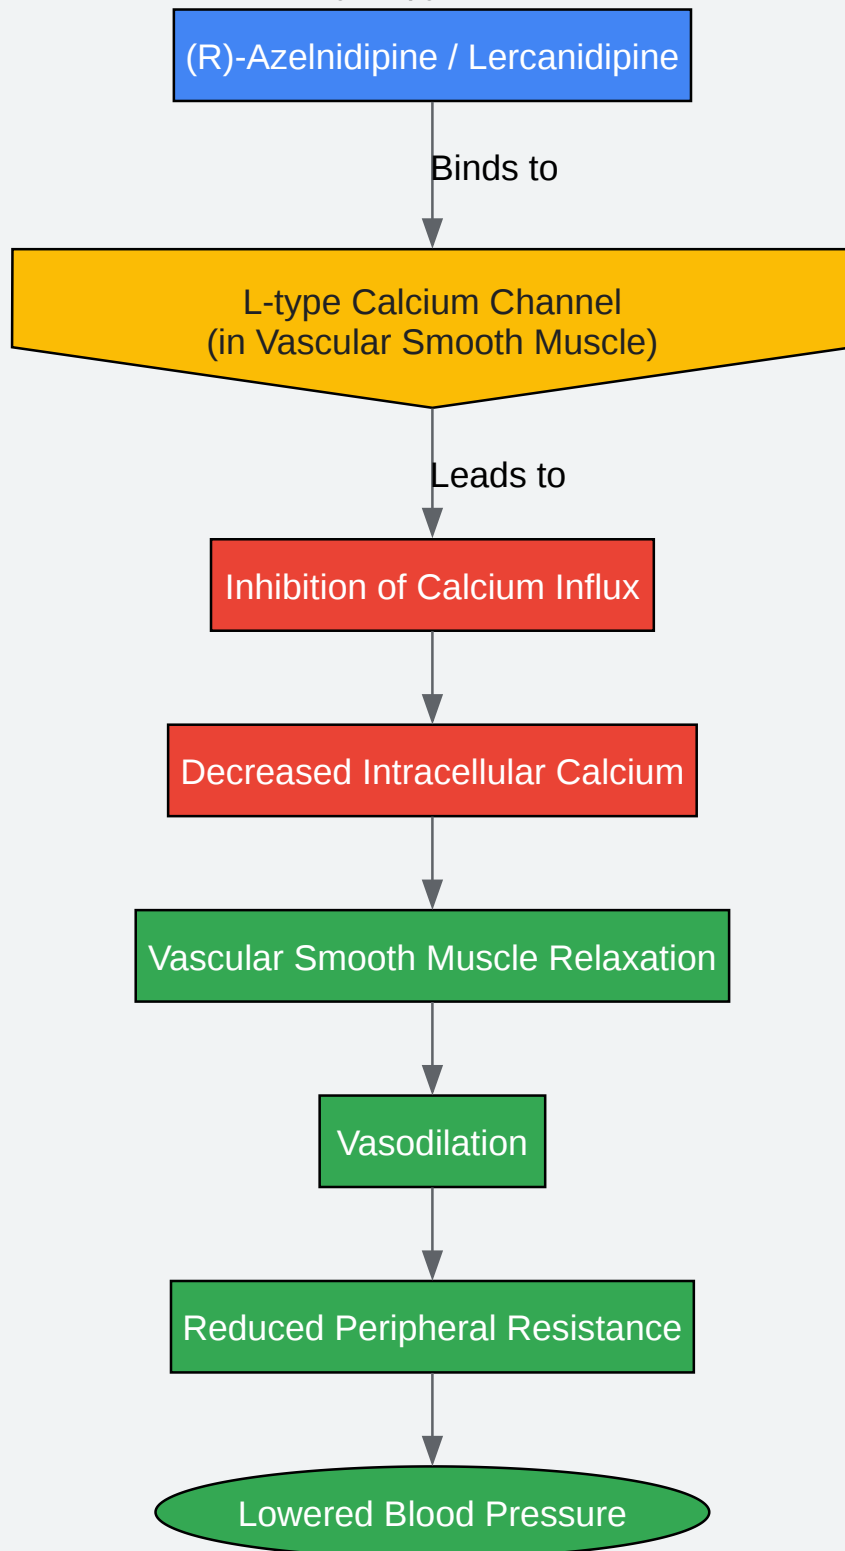 (R)-Azelnidipine / Lercanidipine
Binds to
L-type Calcium Channel
(in Vascular Smooth Muscle)
Leads to
Inhibition of Calcium Influx
Decreased Intracellular Calcium
Vascular Smooth Muscle Relaxation
Vasodilation
Reduced Peripheral Resistance
Lowered Blood Pressure